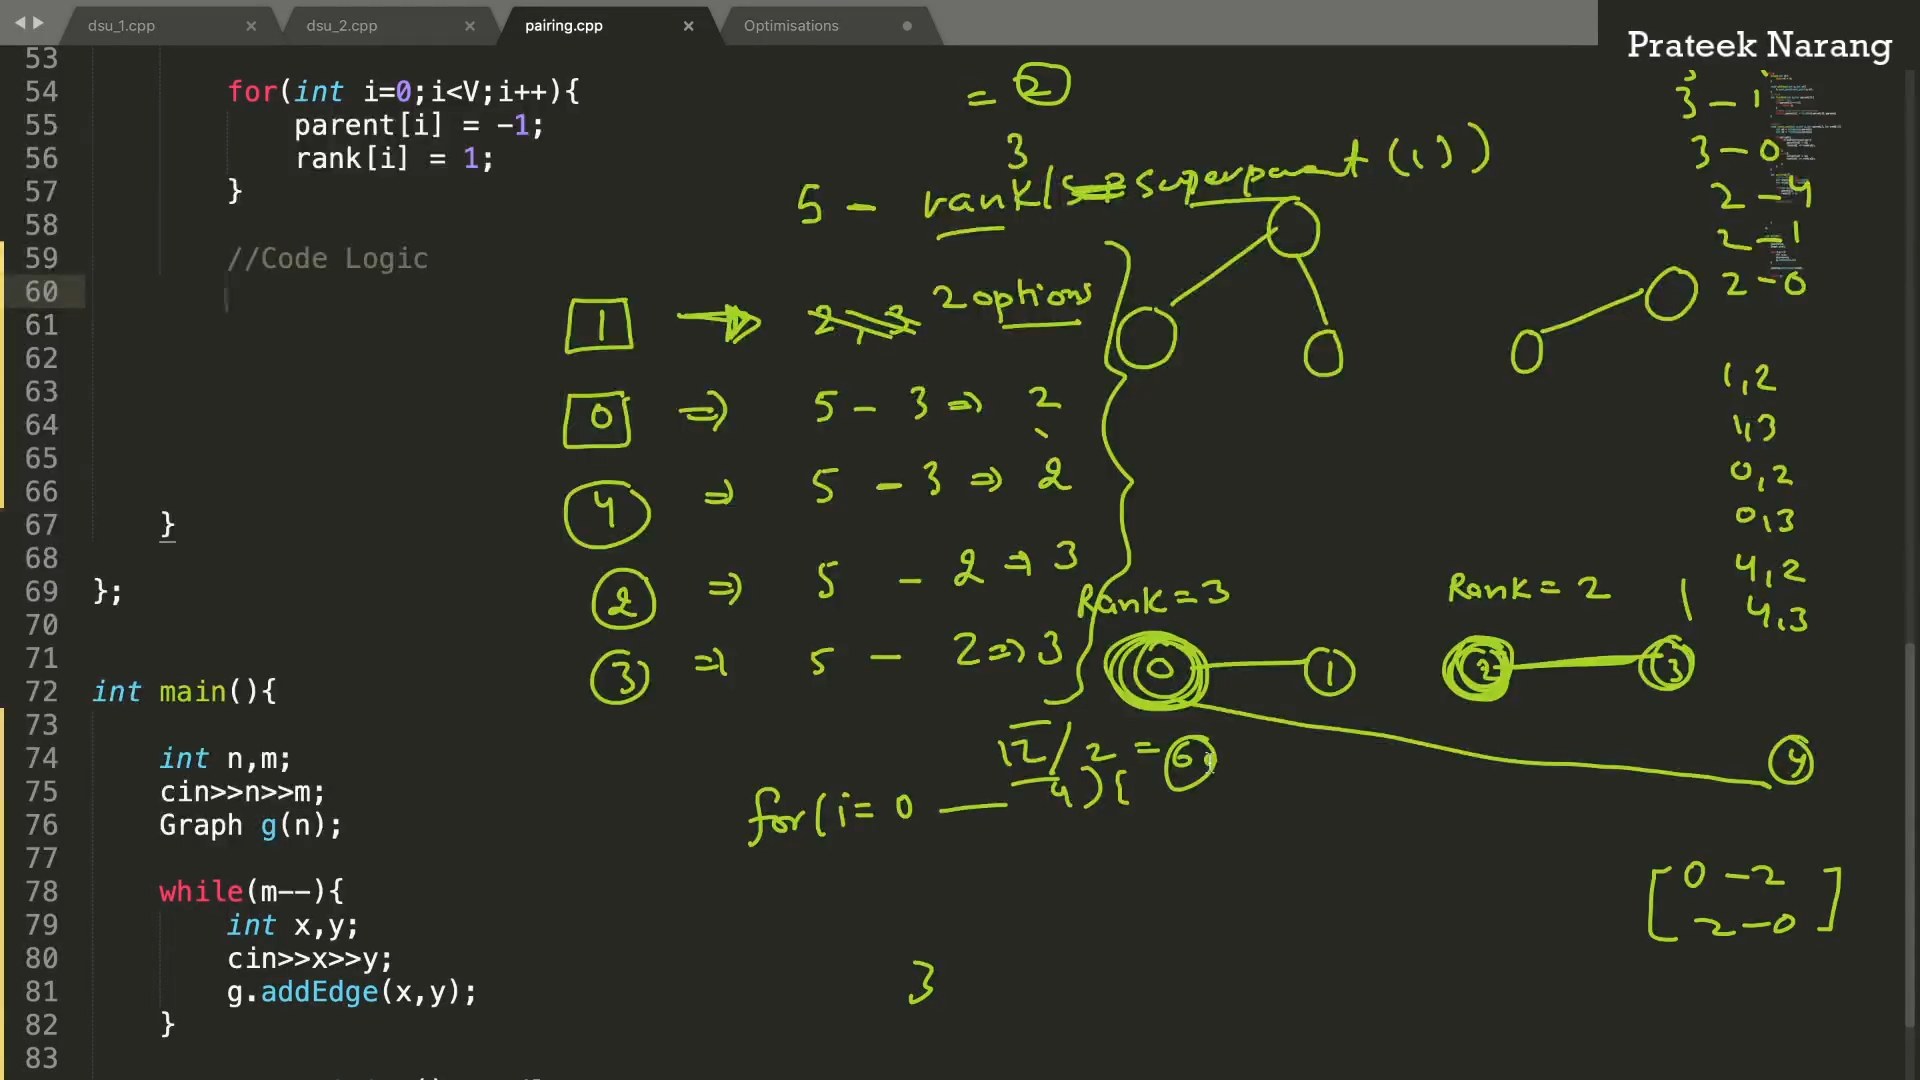 dsu_1.cpp
dsu_2.cpp
pairing.cpp
Optimisations
Prateek Narang
53
54 for(int i=0;i<V;i++){
55 parent[i] = -1;
56 rank[i] = 1;
57 }
58
59 //Code Logic
60
61
62
63
64
65
66
67 }
68
69 };
70
71
72 int main(){
73
74 int n,m;
75 cin>>n>>m;
76 Graph g(n);
77
78 while(m--){
79 int x,y;
80 cin>>x>>y;
81 g.addEdge(x,y);
82 }
83
= 2
3
5 - rank( superparent (i) )
1 → 2 options
0 ⇒ 5 - 3 ⇒ 2
4 ⇒ 5 - 3 ⇒ 2
2 ⇒ 5 - 2 ⇒ 3
3 ⇒ 5 - 2 ⇒ 3
12/2 = 6
for(i= 0 — 4){
3
Rank = 3
0 1
Rank = 2
2 3
1
4
3 - 1
3 - 0
2 - 4
2 - 1
2 - 0
1,2
1,3
0,2
0,3
4,2
4,3
[ 0 - 2
2 - 0 ]